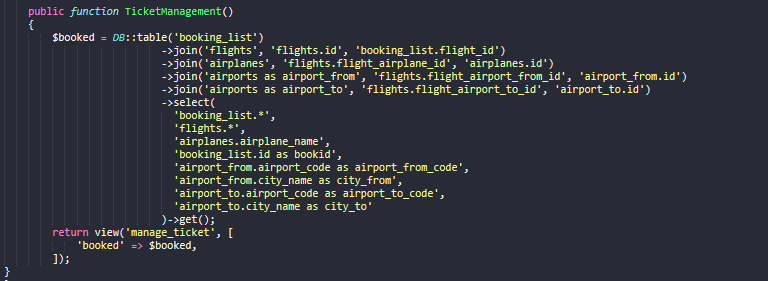 public function TicketManagement()
{
$booked = DB::table('booking_list')
->join('flights', 'flights.id', 'booking_list.flight_id')
->join('airplanes', 'flights.flight_airplane_id', 'airplanes.id')
->join('airports as airport_from', 'flights.flight_airport_from_id', 'airport_from.id')
->join('airports as airport_to', 'flights.flight_airport_to_id', 'airport_to.id')
->select(
'booking_list.*',
'flights.*',
'airplanes.airplane_name',
'booking_list.id as bookid',
'airport_from.airport_code as airport_from_code',
'airport_from.city_name as city_from',
'airport_to.airport_code as airport_to_code',
'airport_to.city_name as city_to'
)->get();
return view('manage_ticket', [
'booked' => $booked,
]);
}